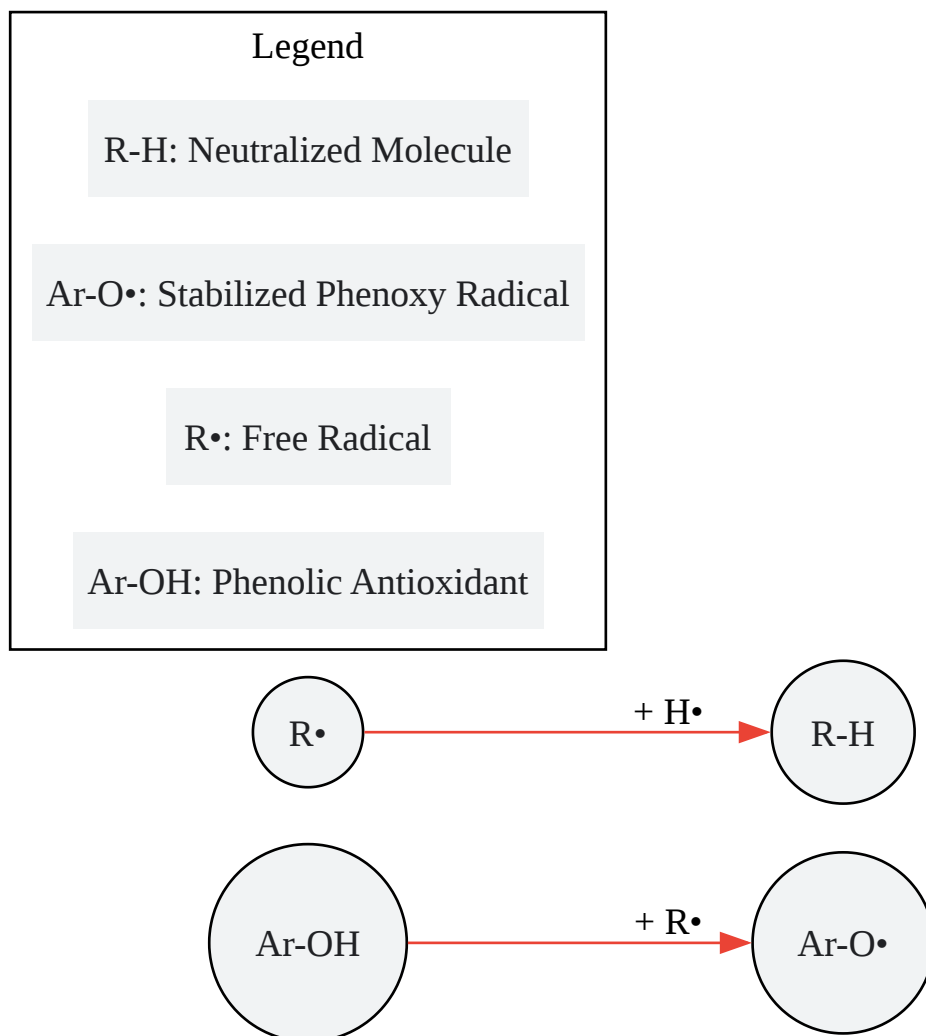 Legend
R-H: Neutralized Molecule
Ar-O•: Stabilized Phenoxy Radical
R•: Free Radical
Ar-OH: Phenolic Antioxidant
R•
+ H•
R-H
Ar-OH
+ R•
Ar-O•